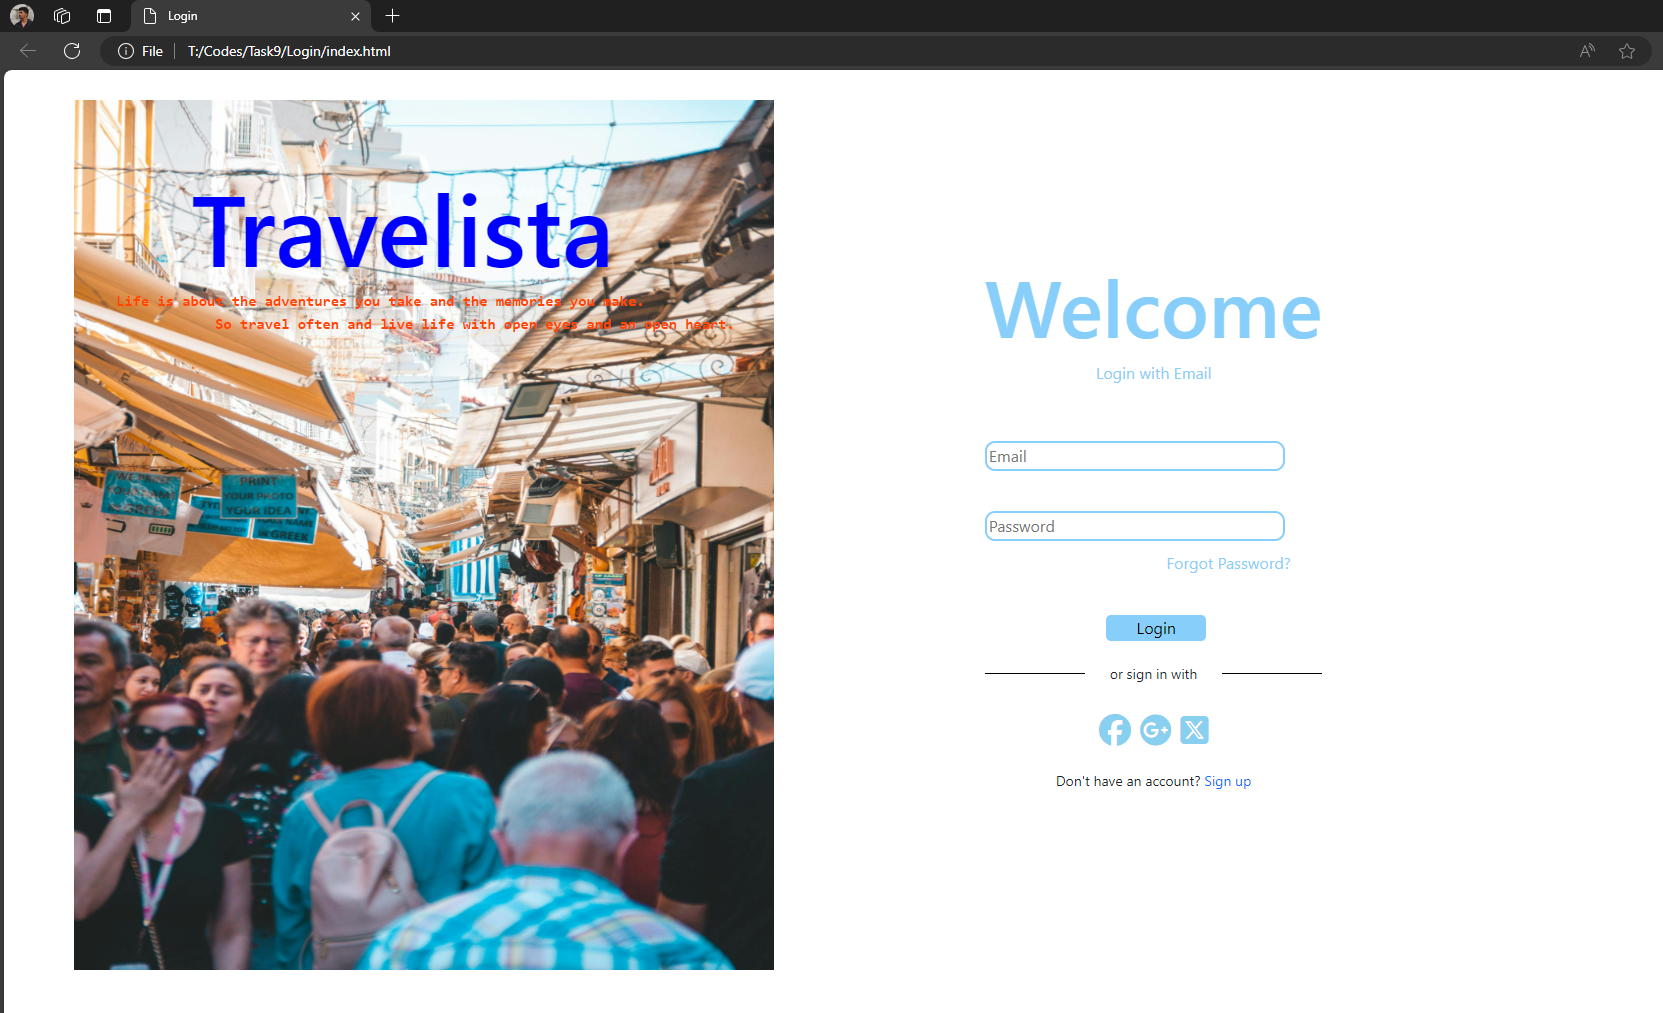 Login
File
T:/Codes/Task9/Login/index.html
Travelista
Life is about the adventures you take and the memories you make.
So travel often and live life with open eyes and an open heart.
PRINT
YOUR PHOTO
YOUR IDEA
IN GREEK
Welcome
Login with Email
Email
Password
Forgot Password?
Login
or sign in with
Don't have an account? Sign up